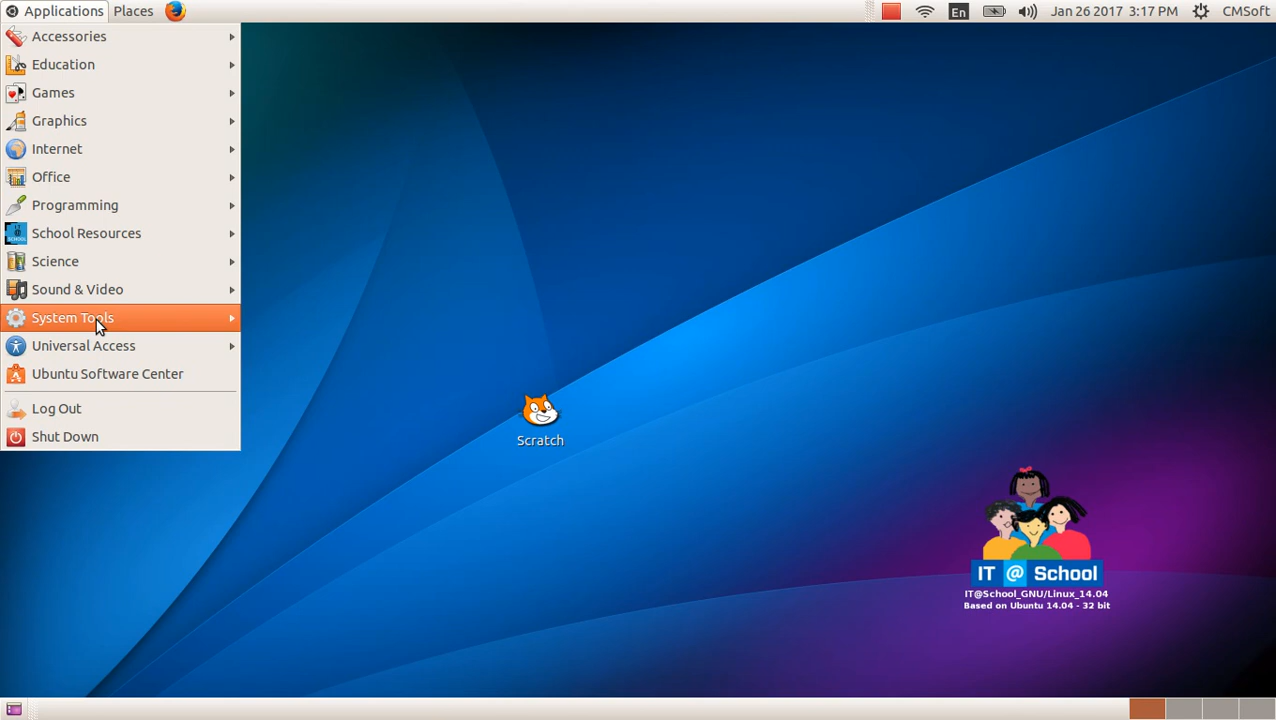 Applications Places En Jan 26 2017 3:17 PM CMSoft
Accessories
Education
Games
Graphics
Internet
Office
Programming
School Resources
Science
Sound & Video
System Tools
Universal Access
Ubuntu Software Center
Log Out
Shut Down
Scratch
IT @ School
IT@School_GNU/Linux_14.04
Based on Ubuntu 14.04 - 32 bit